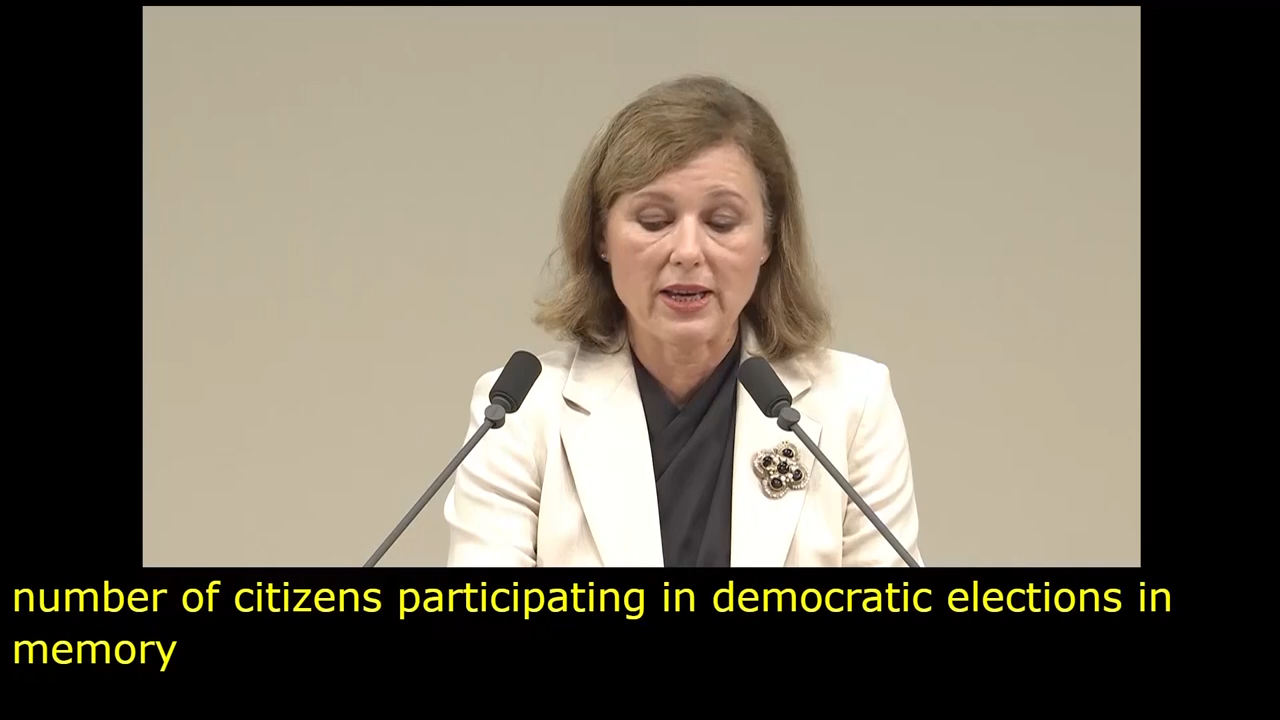 number of citizens participating in democratic elections in
memory